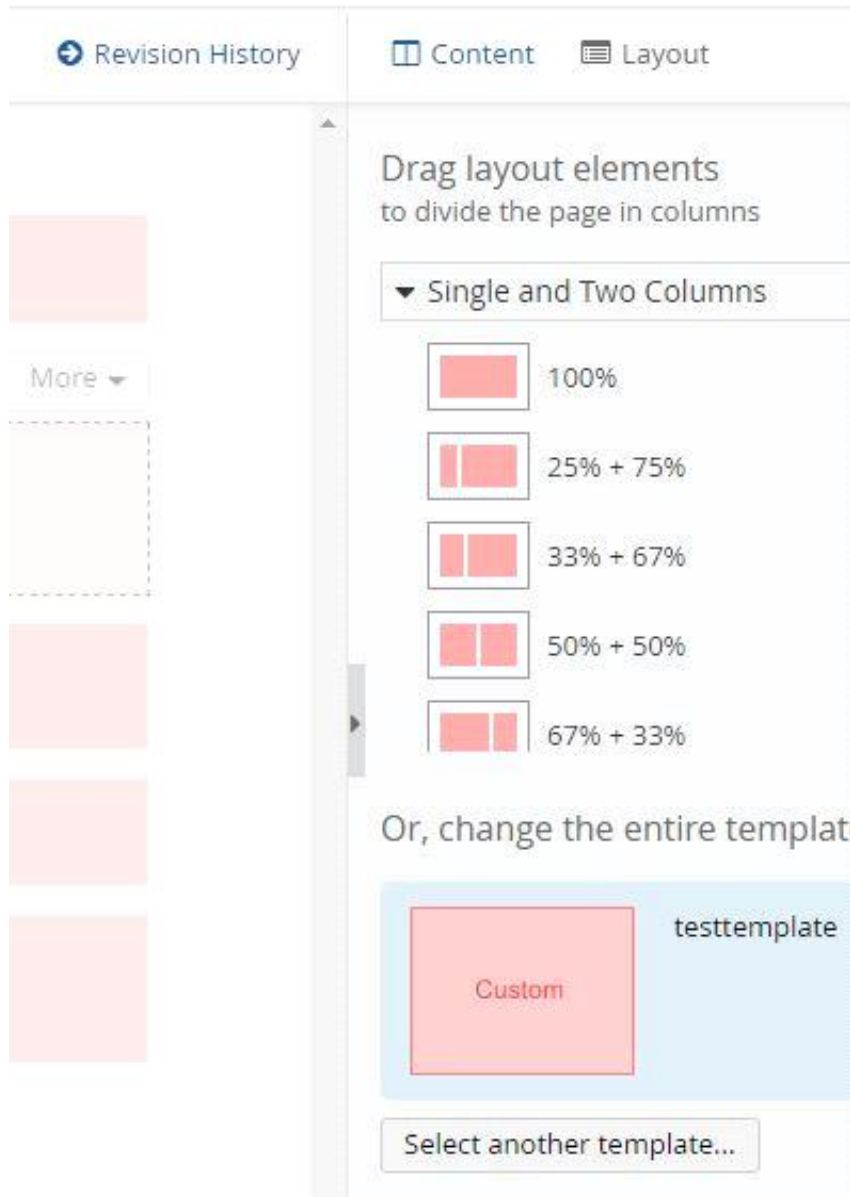 Revision History
Content
Layout
Drag layout elements
to divide the page in columns
More
Single and Two Columns
100%
25% + 75%
33% + 67%
50% + 50%
67% + 33%
Or, change the entire templat
testtemplate
Custom
Select another template...